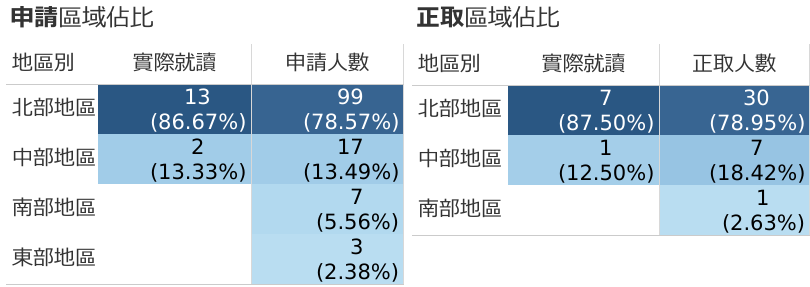 申請區域佔比
地區別 實際就讀 申請人數
北部地區 13 99
(86.67%) (78.57%)
中部地區 2 17
(13.33%) (13.49%)
南部地區 7
(5.56%)
東部地區 3
(2.38%)
正取區域佔比
地區別 實際就讀 正取人數
北部地區 7 30
(87.50%) (78.95%)
中部地區 1 7
(12.50%) (18.42%)
南部地區 1
(2.63%)